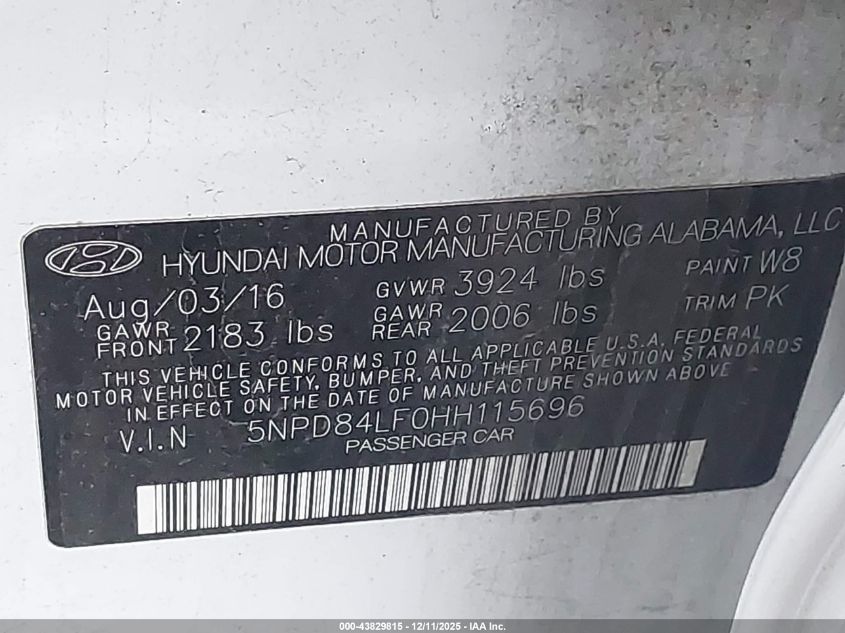 MANUFACTURED BY
HYUNDAI MOTOR MANUFACTURING ALABAMA, LLC
Aug/03/16 GVWR 3924 lbs PAINT W8
GAWR FRONT 2183 lbs GAWR REAR 2006 lbs TRIM PK
THIS VEHICLE CONFORMS TO ALL APPLICABLE U.S.A. FEDERAL
MOTOR VEHICLE SAFETY, BUMPER, AND THEFT PREVENTION STANDARDS
IN EFFECT ON THE DATE OF MANUFACTURE SHOWN ABOVE
V.I.N 5NPD84LF0HH115696
PASSENGER CAR
000-43829815 - 12/11/2025 - IAA Inc.